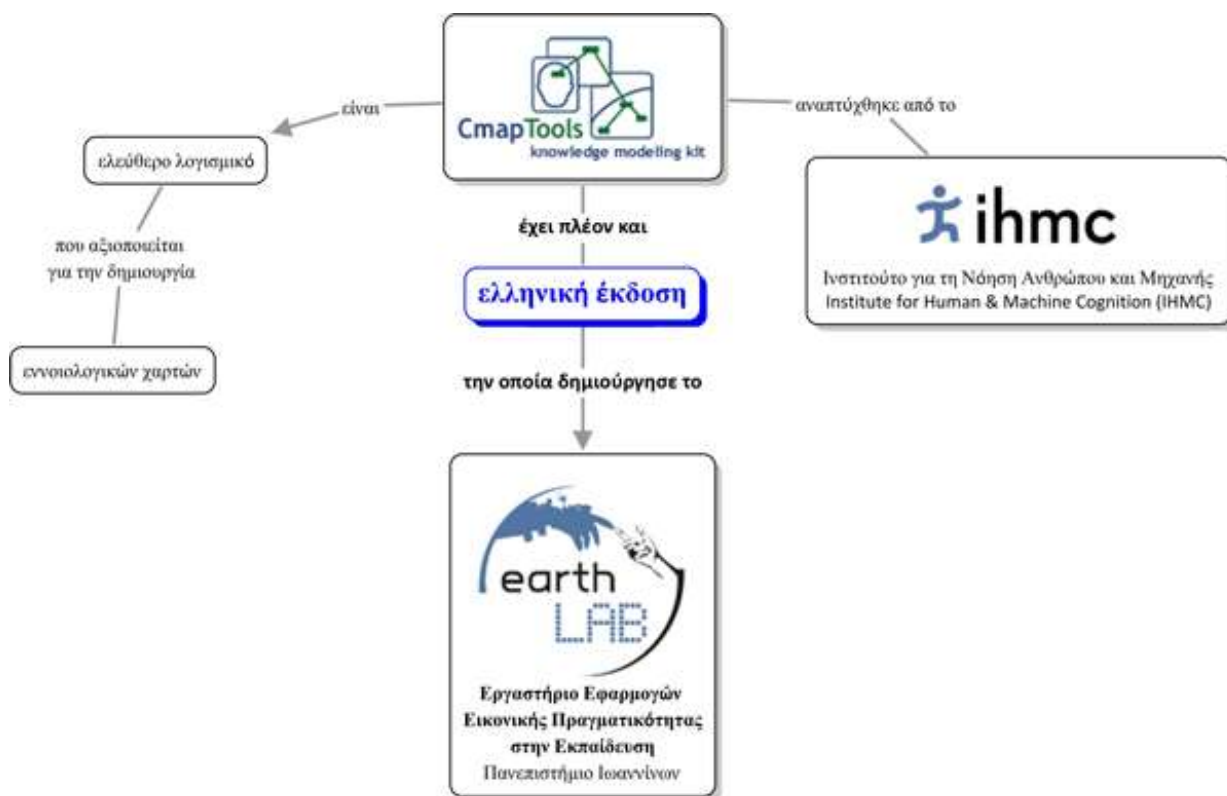 CmapTools
knowledge modeling kit
είναι
αναπτύχθηκε από το
ελεύθερο λογισμικό
ihmc
Ινστιτούτο για τη Νόηση Ανθρώπου και Μηχανής
Institute for Human & Machine Cognition (IHMC)
που αξιοποιείται
για την δημιουργία
εννοιολογικών χαρτών
έχει πλέον και
ελληνική έκδοση
την οποία δημιούργησε το
earth
LAB
Εργαστήριο Εφαρμογών
Εικονικής Πραγματικότητας
στην Εκπαίδευση
Πανεπιστήμιο Ιωαννίνων